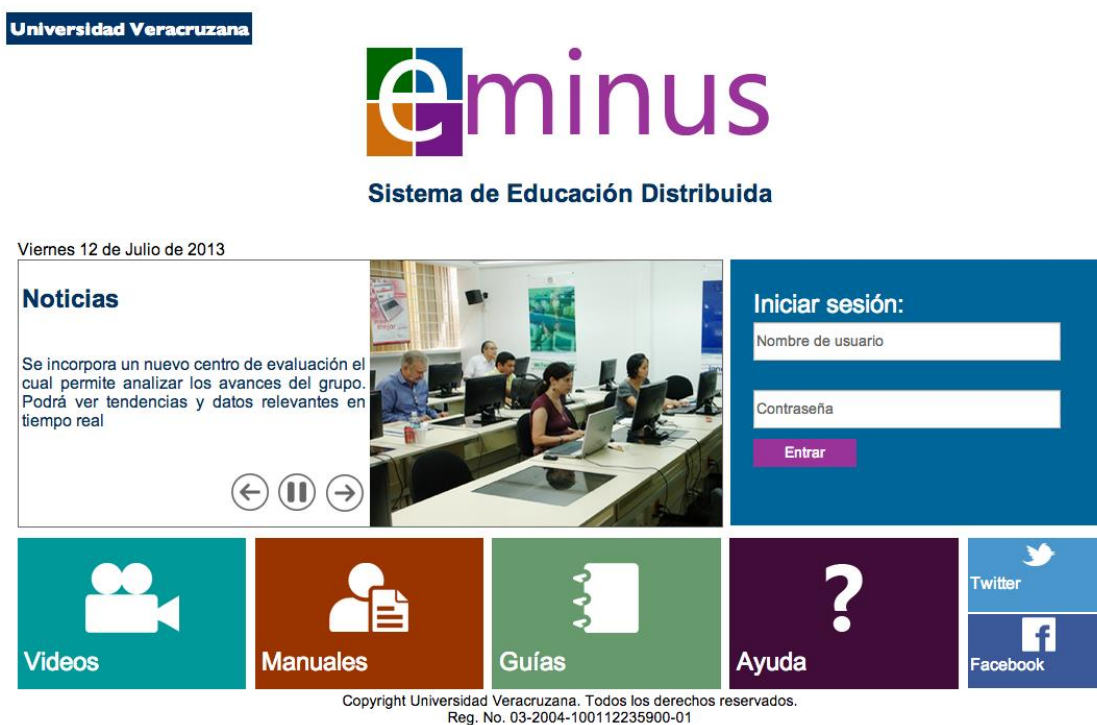 Universidad Veracruzana
eminus
Sistema de Educación Distribuida
Viernes 12 de Julio de 2013
Noticias
Se incorpora un nuevo centro de evaluación el
cual permite analizar los avances del grupo.
Podrá ver tendencias y datos relevantes en
tiempo real
Iniciar sesión:
Nombre de usuario
Contraseña
Entrar
Videos
Manuales
Guías
Ayuda
Twitter
Facebook
Copyright Universidad Veracruzana. Todos los derechos reservados.
Reg. No. 03-2004-100112235900-01